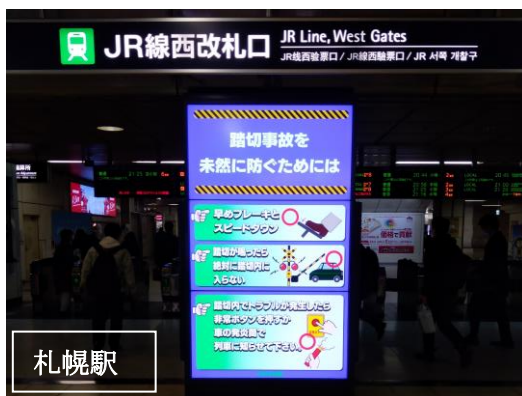 JR線西改札口
JR Line, West Gates
JR线西验票口 / JR線西驗票口 / JR 서쪽 개찰구
踏切事故を
未然に防ぐためには
早めブレーキと
スピードダウン
踏切が鳴ったら
絶対に踏切内に
入らない
踏切内でトラブルが発生したら
非常ボタンを押すか
車の発炎筒で
列車に知らせて下さい。
札幌駅